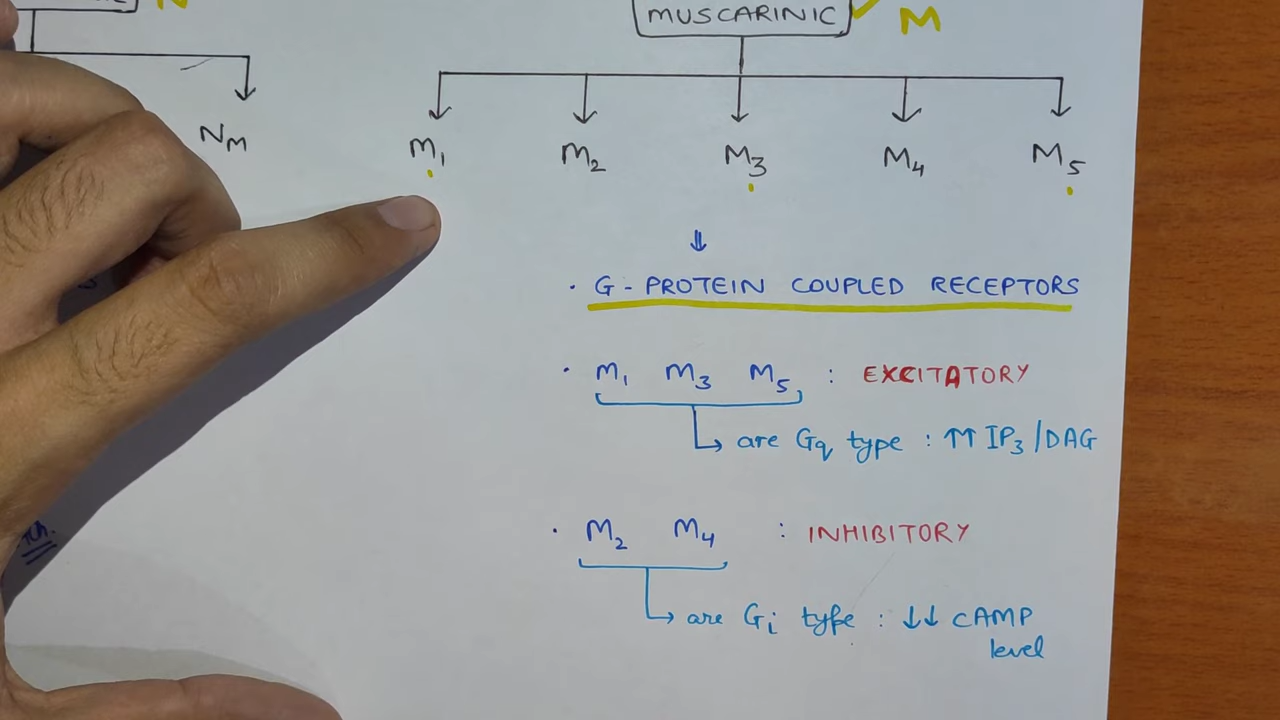 N
MUSCARINIC M
NM
M1 M2 M3 M4 M5
⇓
· G - PROTEIN COUPLED RECEPTORS
· M1 M3 M5 : EXCITATORY
↳ are Gq type : ↑↑ IP3 / DAG
· M2 M4 : INHIBITORY
↳ are Gi type : ↓↓ CAMP
level